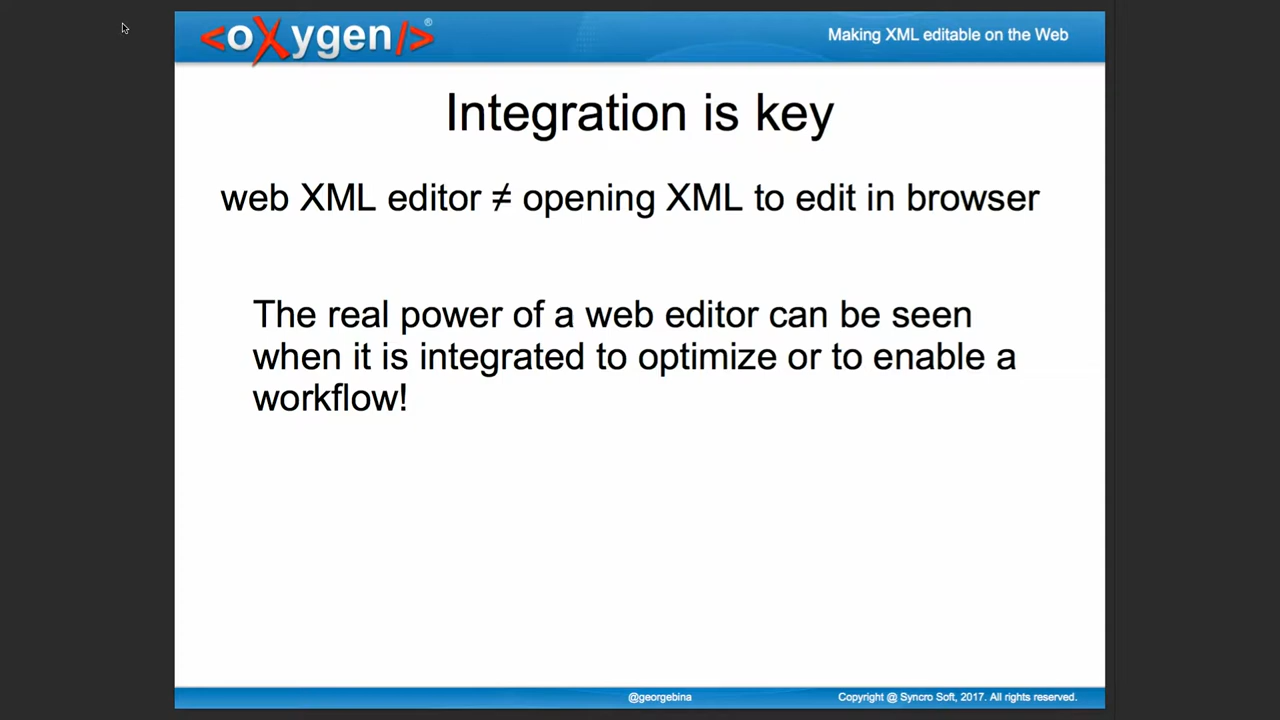 <oXygen/>®
Making XML editable on the Web
Integration is key
web XML editor ≠ opening XML to edit in browser
The real power of a web editor can be seen
when it is integrated to optimize or to enable a
workflow!
@georgebina
Copyright @ Syncro Soft, 2017. All rights reserved.